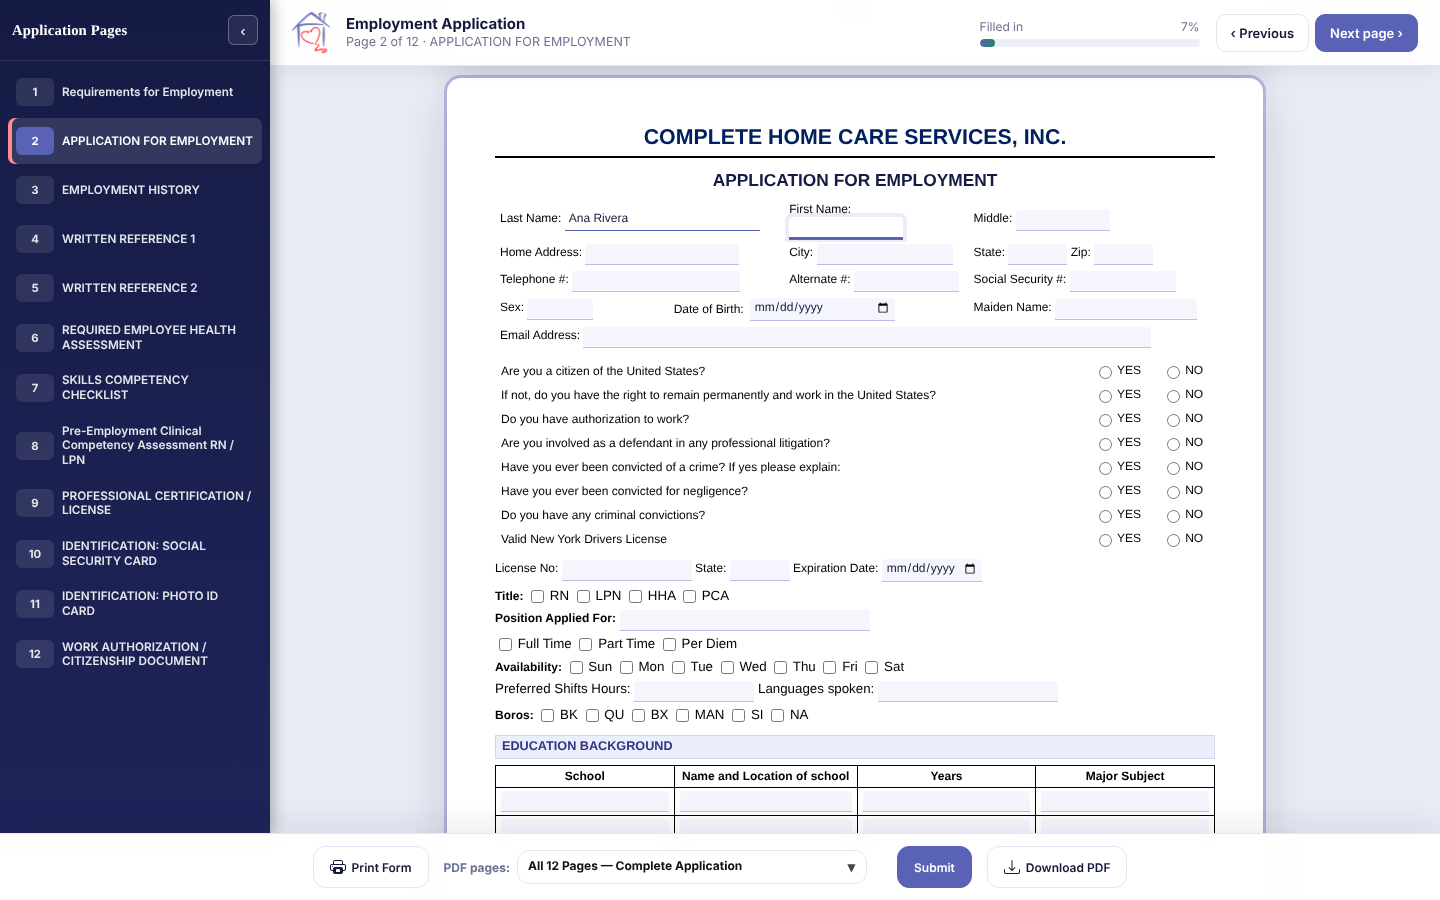 Application Pages
‹
1 Requirements for Employment
2 APPLICATION FOR EMPLOYMENT
3 EMPLOYMENT HISTORY
4 WRITTEN REFERENCE 1
5 WRITTEN REFERENCE 2
6 REQUIRED EMPLOYEE HEALTH
ASSESSMENT
7 SKILLS COMPETENCY
CHECKLIST
8 Pre-Employment Clinical
Competency Assessment RN /
LPN
9 PROFESSIONAL CERTIFICATION /
LICENSE
10 IDENTIFICATION: SOCIAL
SECURITY CARD
11 IDENTIFICATION: PHOTO ID
CARD
12 WORK AUTHORIZATION /
CITIZENSHIP DOCUMENT
Employment Application
Page 2 of 12 · APPLICATION FOR EMPLOYMENT
Filled in 7%
‹ Previous
Next page ›
COMPLETE HOME CARE SERVICES, INC.
APPLICATION FOR EMPLOYMENT
Last Name: Ana Rivera First Name: Middle:
Home Address: City: State: Zip:
Telephone #: Alternate #: Social Security #:
Sex: Date of Birth: mm/dd/yyyy Maiden Name:
Email Address:
Are you a citizen of the United States? YES NO
If not, do you have the right to remain permanently and work in the United States? YES NO
Do you have authorization to work? YES NO
Are you involved as a defendant in any professional litigation? YES NO
Have you ever been convicted of a crime? If yes please explain: YES NO
Have you ever been convicted for negligence? YES NO
Do you have any criminal convictions? YES NO
Valid New York Drivers License YES NO
License No: State: Expiration Date: mm/dd/yyyy
Title: RN LPN HHA PCA
Position Applied For:
Full Time Part Time Per Diem
Availability: Sun Mon Tue Wed Thu Fri Sat
Preferred Shifts Hours: Languages spoken:
Boros: BK QU BX MAN SI NA
EDUCATION BACKGROUND
School Name and Location of school Years Major Subject
Print Form PDF pages: All 12 Pages — Complete Application Submit Download PDF